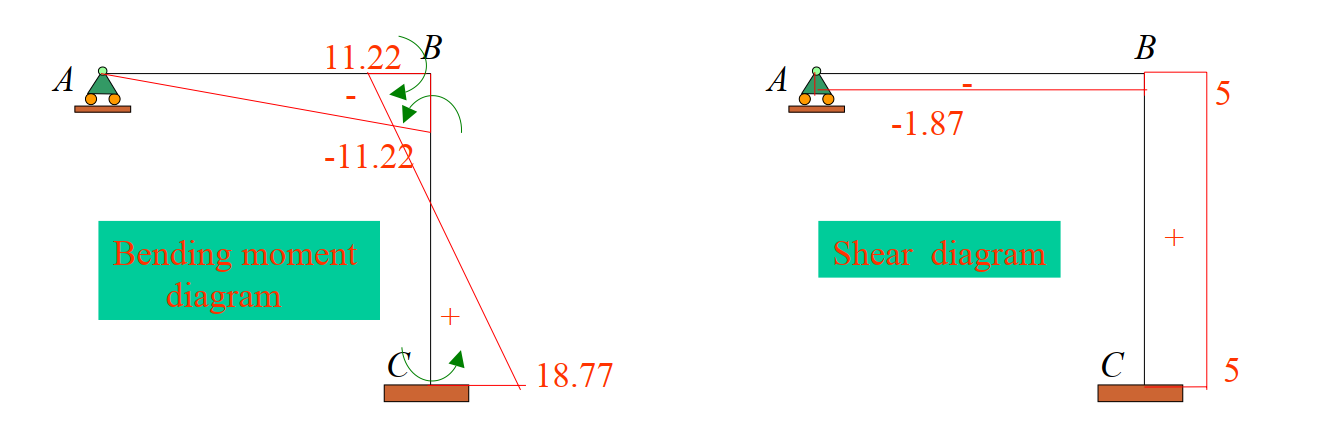 B
11.22
A
-
-11.22
Bending moment
diagram
+
C
18.77
B
A
-
5
-1.87
+
Shear diagram
C
5